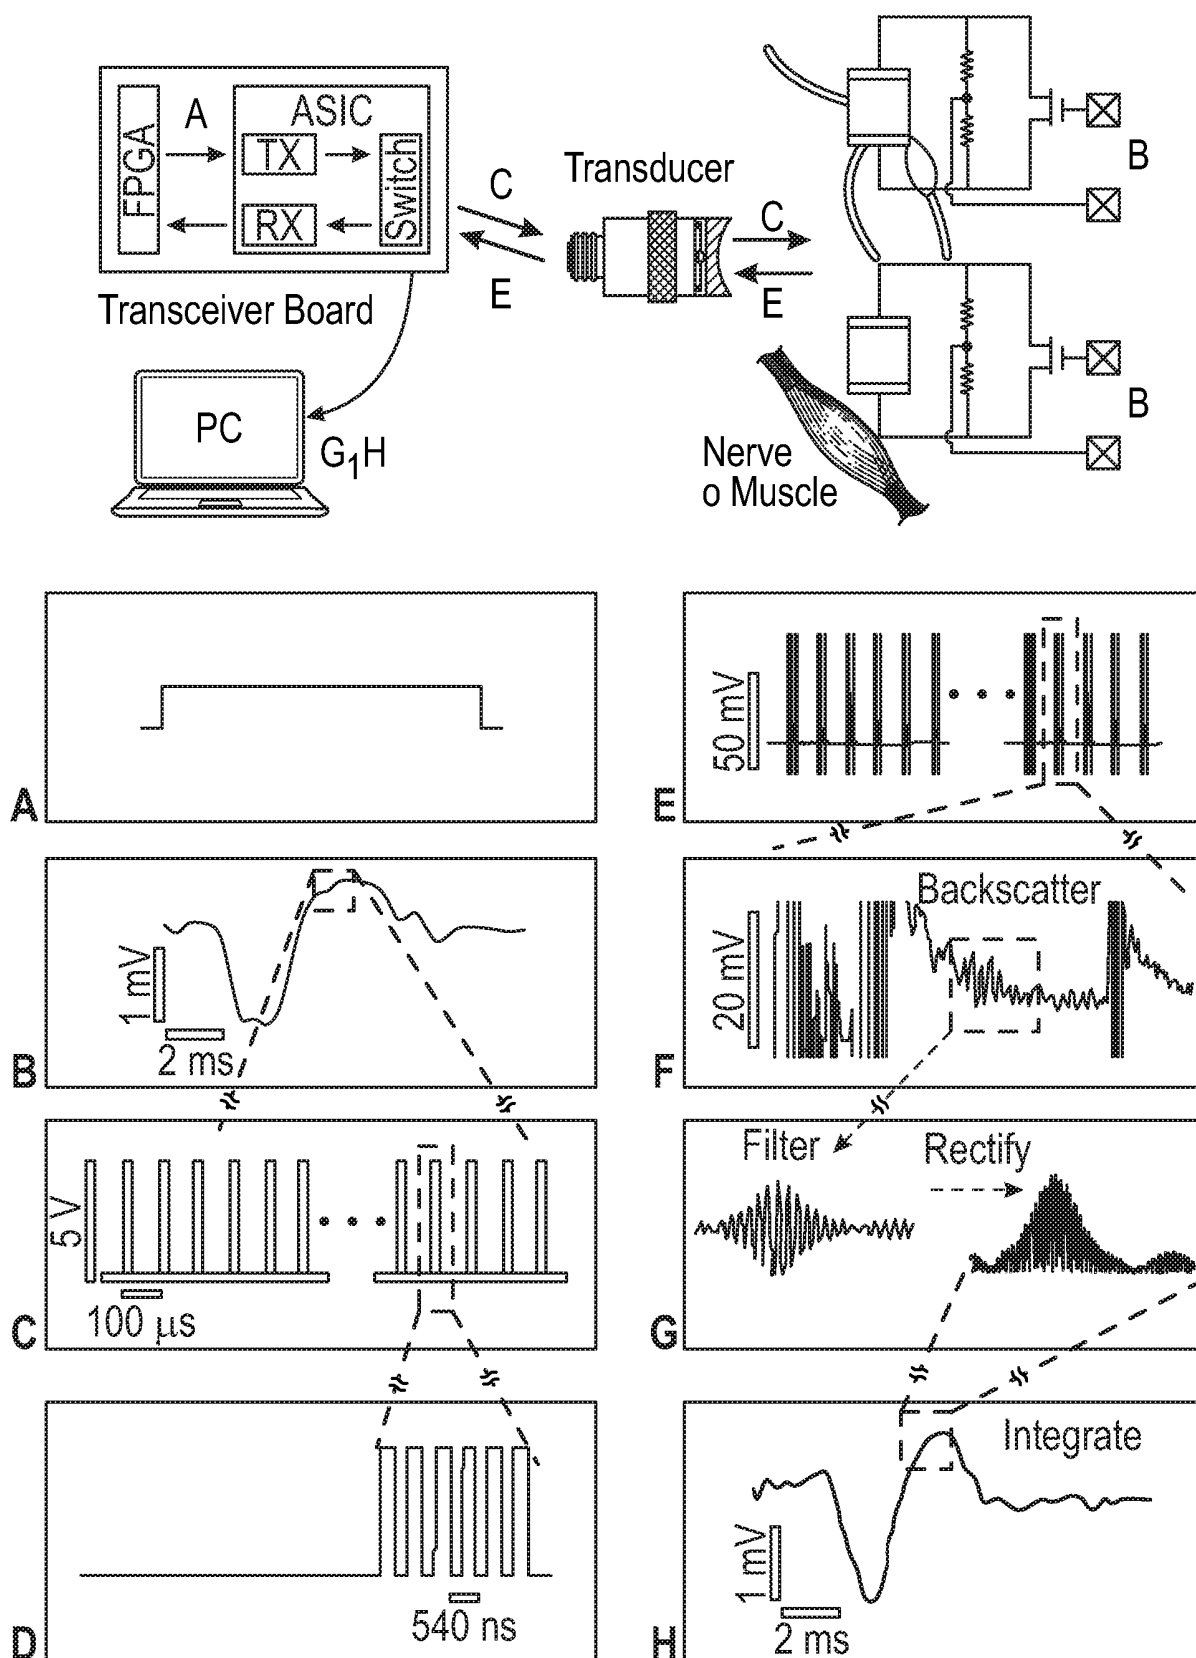 FPGA
A
ASIC
TX
RX
Switch
Transceiver Board
C
E
Transducer
C
E
B
B
PC
G1H
Nerve
o Muscle
A
1 mV
2 ms
B
5 V
100 µs
C
540 ns
D
50 mV
E
Backscatter
20 mV
F
Filter
Rectify
G
Integrate
1 mV
2 ms
H